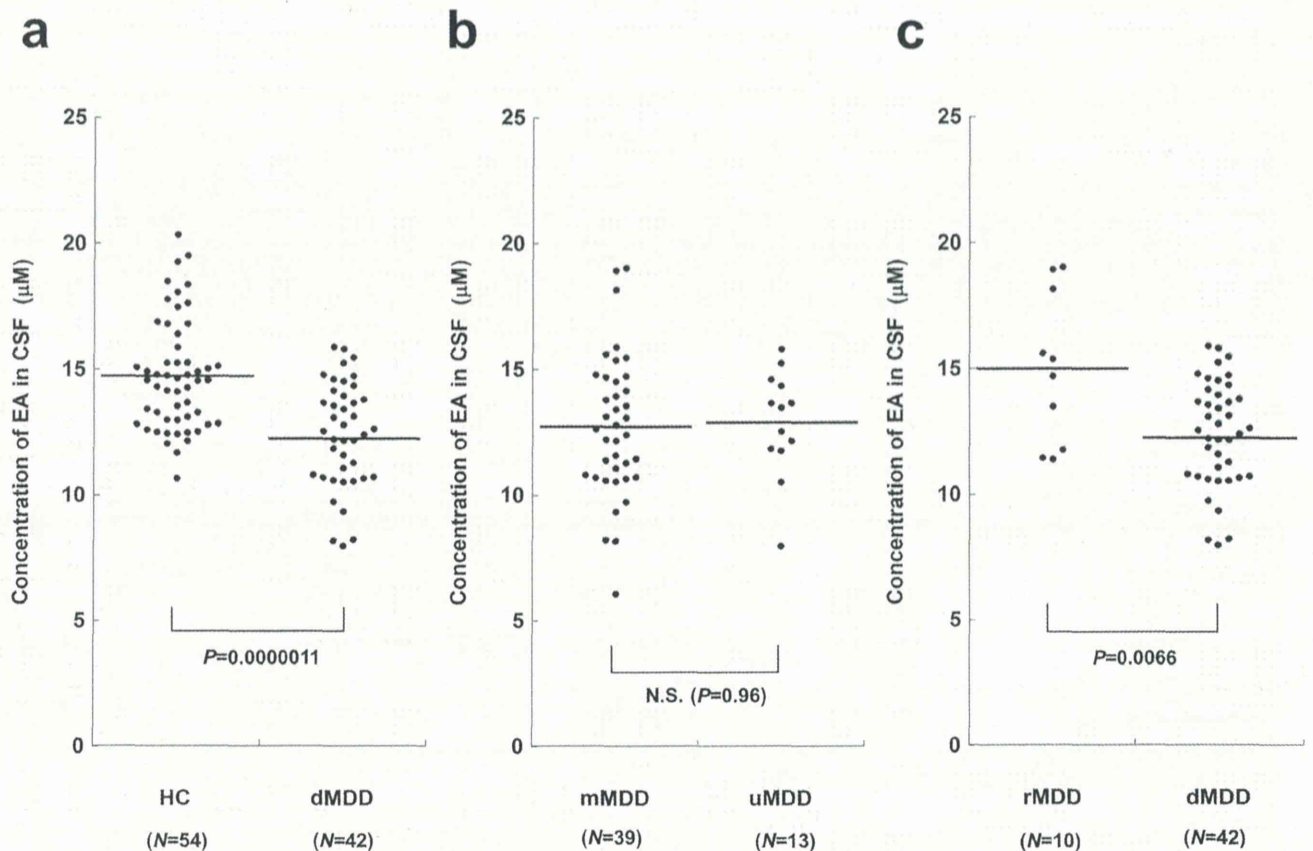 a
Concentration of EA in CSF (μM)
25
20
15
10
5
0
P=0.0000011
HC
dMDD
(N=54)
(N=42)
b
Concentration of EA in CSF (μM)
25
20
15
10
5
0
N.S. (P=0.96)
mMDD
uMDD
(N=39)
(N=13)
c
Concentration of EA in CSF (μM)
25
20
15
10
5
0
P=0.0066
rMDD
dMDD
(N=10)
(N=42)